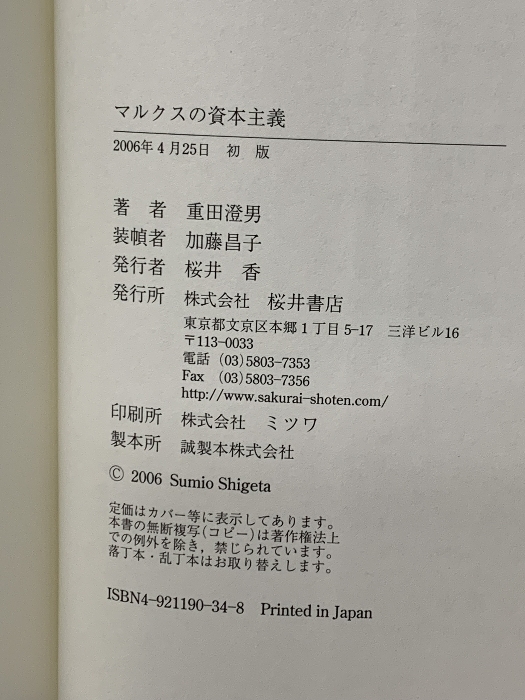 マルクスの資本主義
2006年4月25日 初 版
著 者 重田澄男
装幀者 加藤昌子
発行者 桜井 香
発行所 株式会社 桜井書店
東京都文京区本郷1丁目5-17 三洋ビル16
〒113-0033
電話 (03)5803-7353
Fax (03)5803-7356
http://www.sakurai-shoten.com/
印刷所 株式会社 ミツワ
製本所 誠製本株式会社
© 2006 Sumio Shigeta
定価はカバー等に表示してあります。
本書の無断複写(コピー)は著作権法上
での例外を除き，禁じられています。
落丁本・乱丁本はお取り替えします。
ISBN4-921190-34-8 Printed in Japan